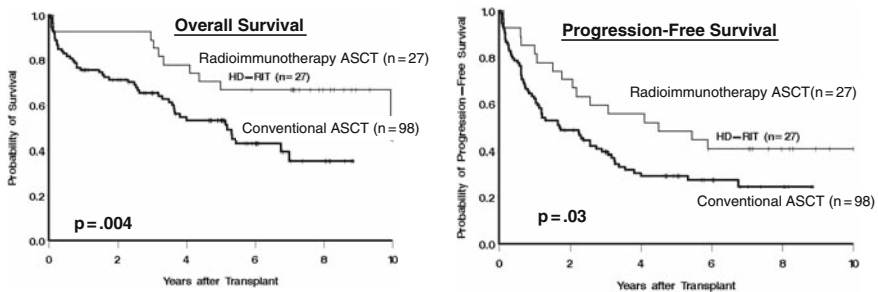 Overall Survival
Probability of Survival
1.0
0.8
0.6
0.4
0.2
0.0
Radioimmunotherapy ASCT (n=27)
HD-RIT (n=27)
Conventional ASCT (n=98)
p=.004
0 2 4 6 8 10
Years after Transplant
Progression-Free Survival
Probability of Progression-Free Survival
1.0
0.8
0.6
0.4
0.2
0.0
Radioimmunotherapy ASCT(n=27)
HD-RIT (n=27)
Conventional ASCT (n=98)
p=.03
0 2 4 6 8 10
Years after Transplant